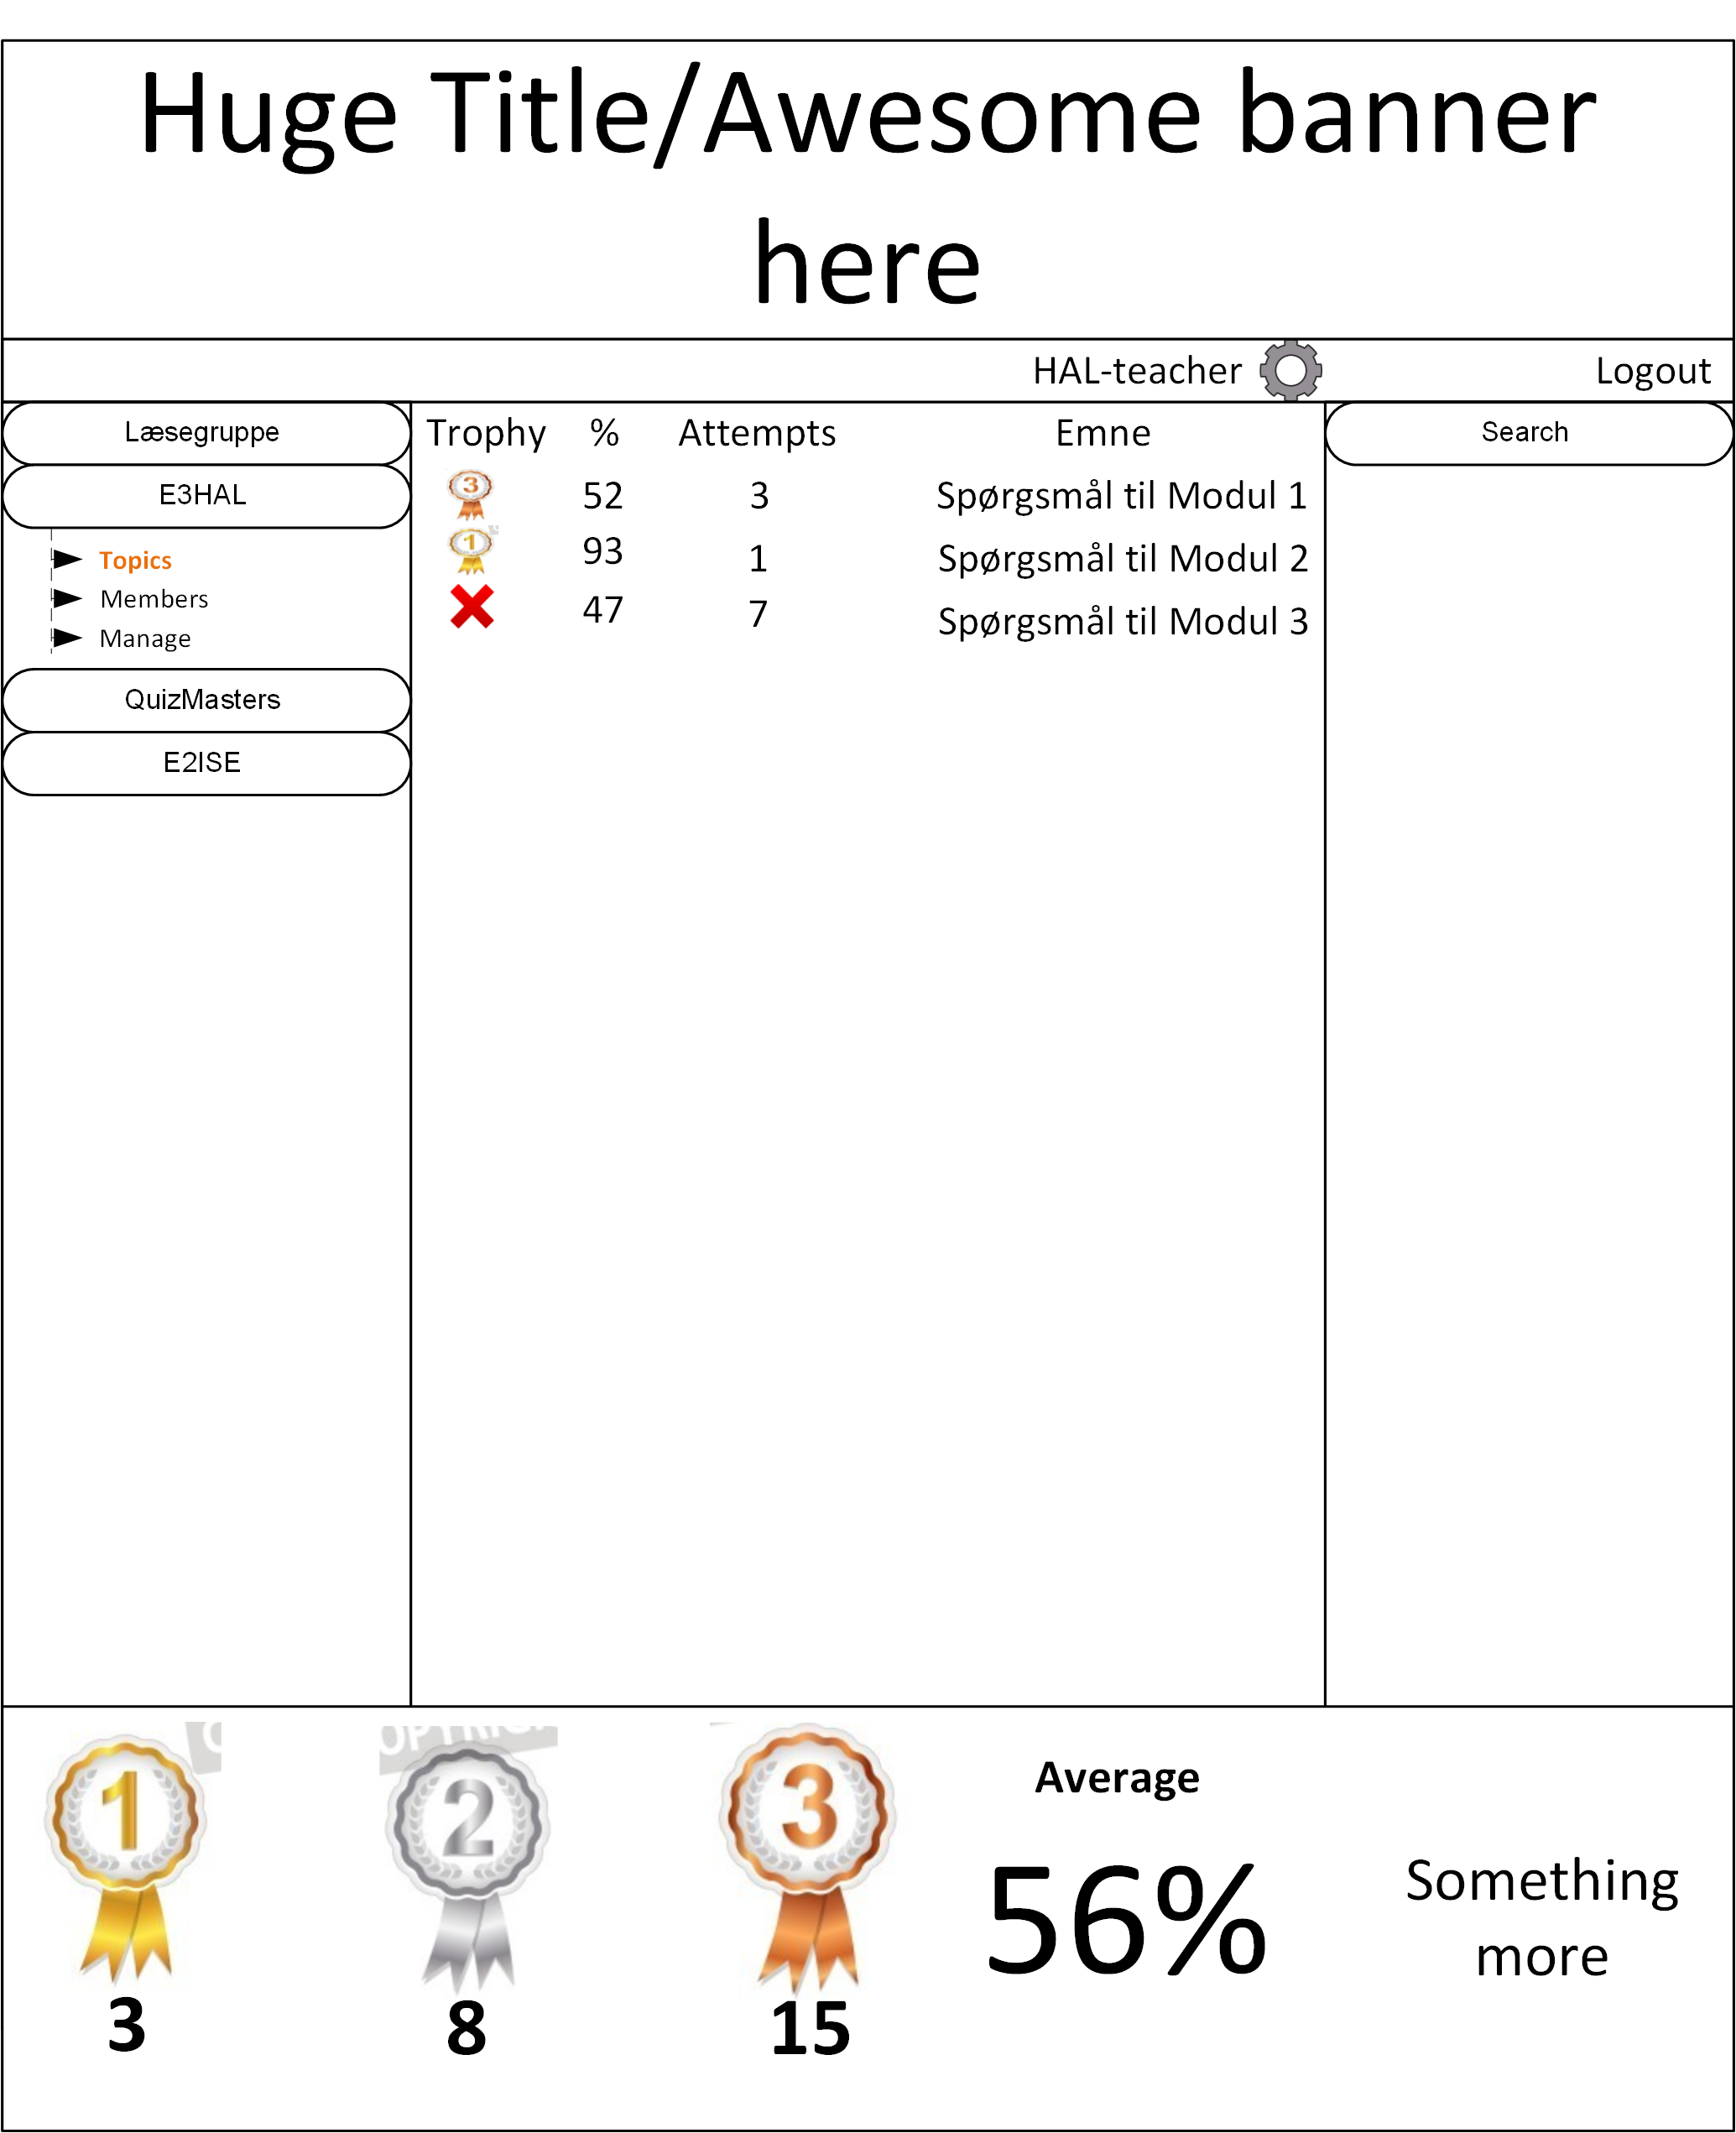 Huge Title/Awesome banner
here
HAL-teacher
Logout
Læsegruppe
E3HAL
Topics
Members
Manage
QuizMasters
E2ISE
Trophy % Attempts Emne
3 52 3 Spørgsmål til Modul 1
1 93 1 Spørgsmål til Modul 2
47 7 Spørgsmål til Modul 3
Search
1
3
2
8
3
15
Average
56%
Something
more